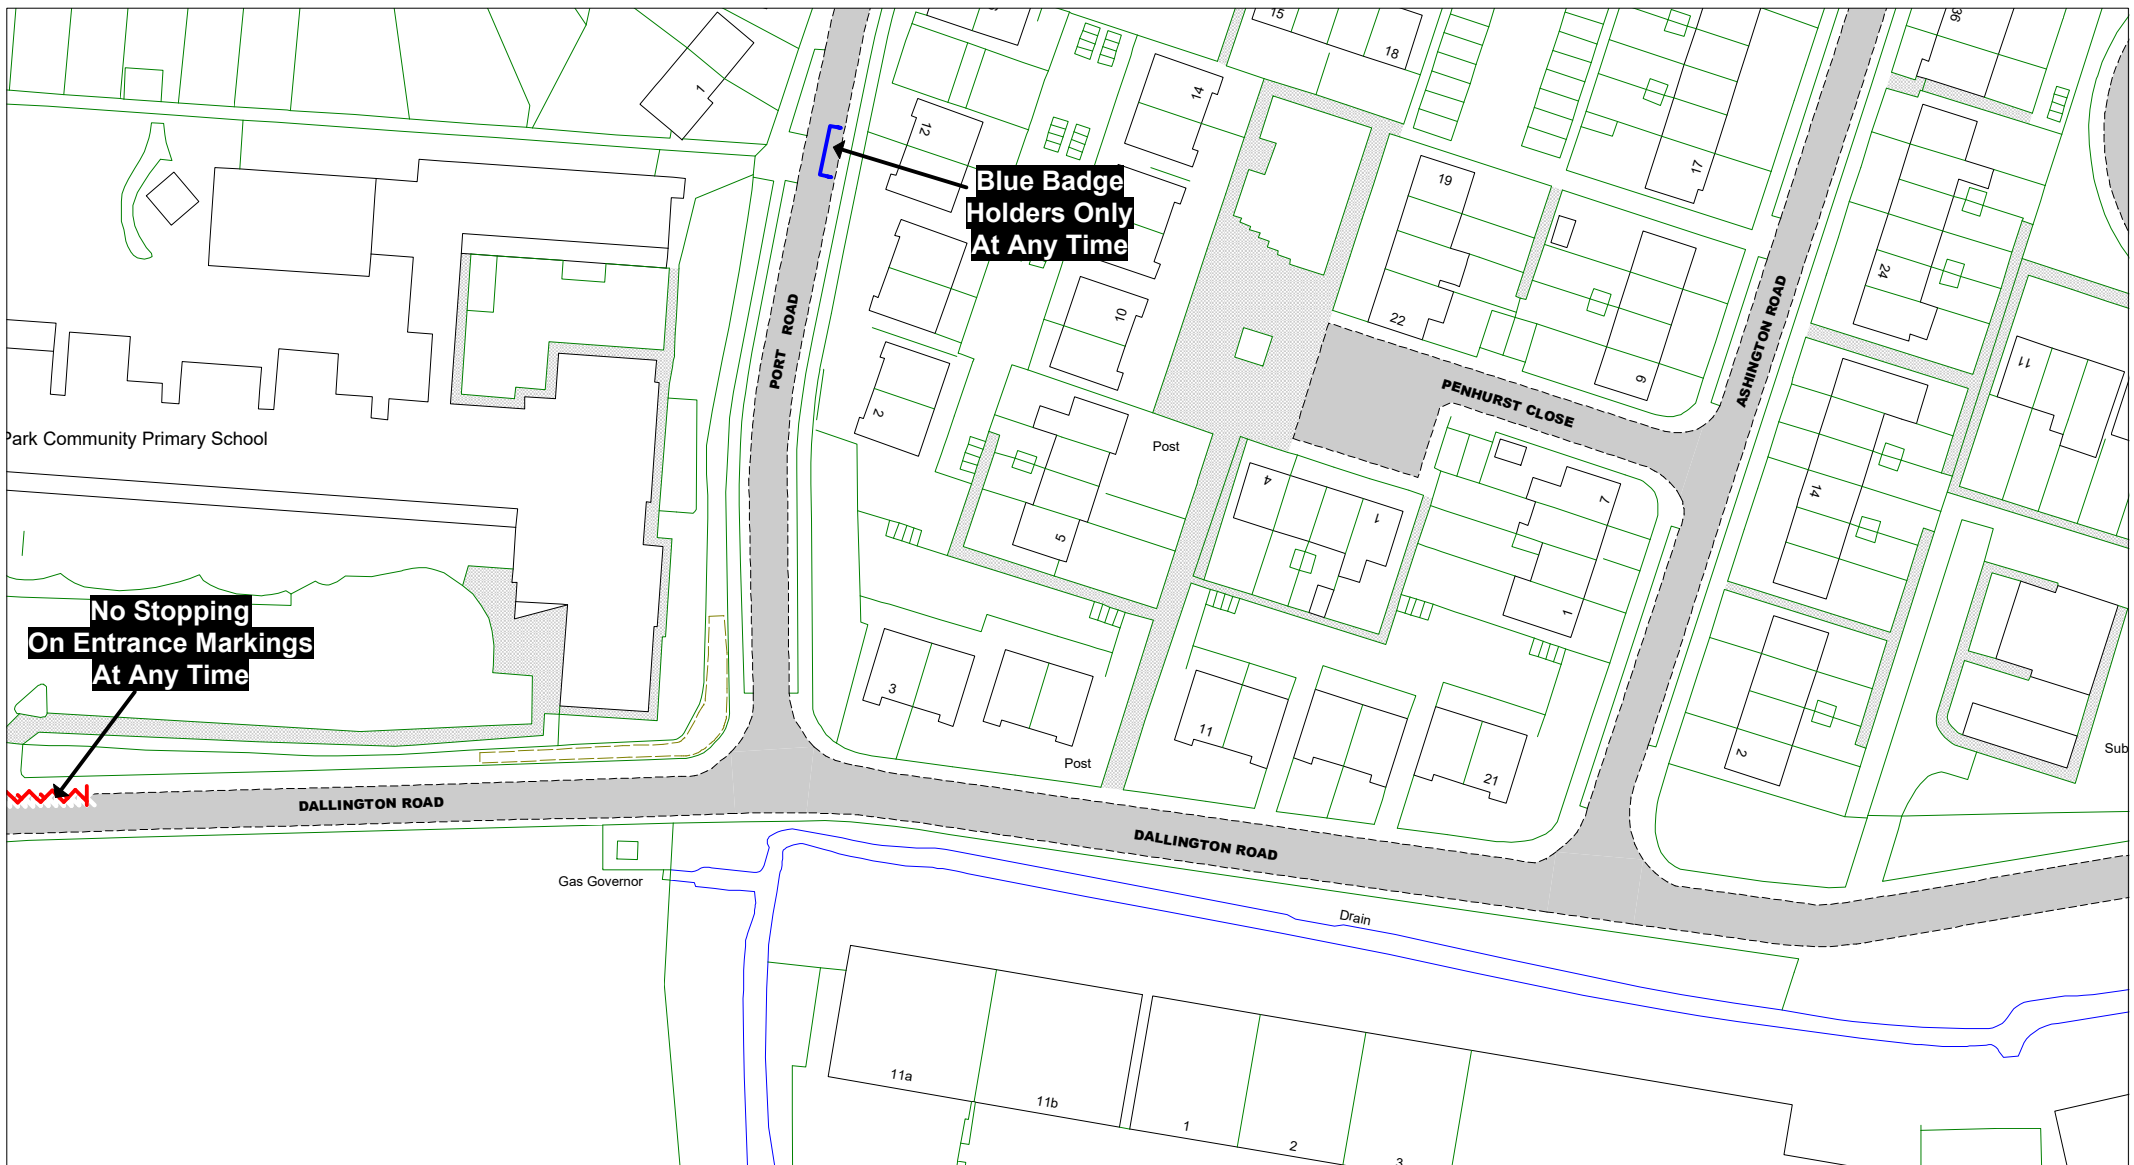 15
18
36
1
14
12
17
19
Blue Badge
Holders Only
At Any Time
24
PORT ROAD
10
22
ASHINGTON ROAD
11
6
PENHURST CLOSE
2
Park Community Primary School
Post
4
1
7
14
5
No Stopping
On Entrance Markings
At Any Time
1
3
11
21
2
Sub
Post
DALLINGTON ROAD
DALLINGTON ROAD
Gas Governor
Drain
11a
11b
1
2
3